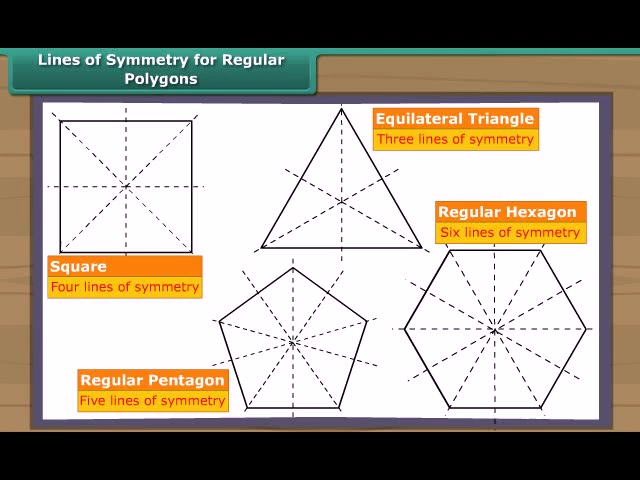 Lines of Symmetry for Regular
Polygons
Equilateral Triangle
Three lines of symmetry
Regular Hexagon
Six lines of symmetry
Square
Four lines of symmetry
Regular Pentagon
Five lines of symmetry